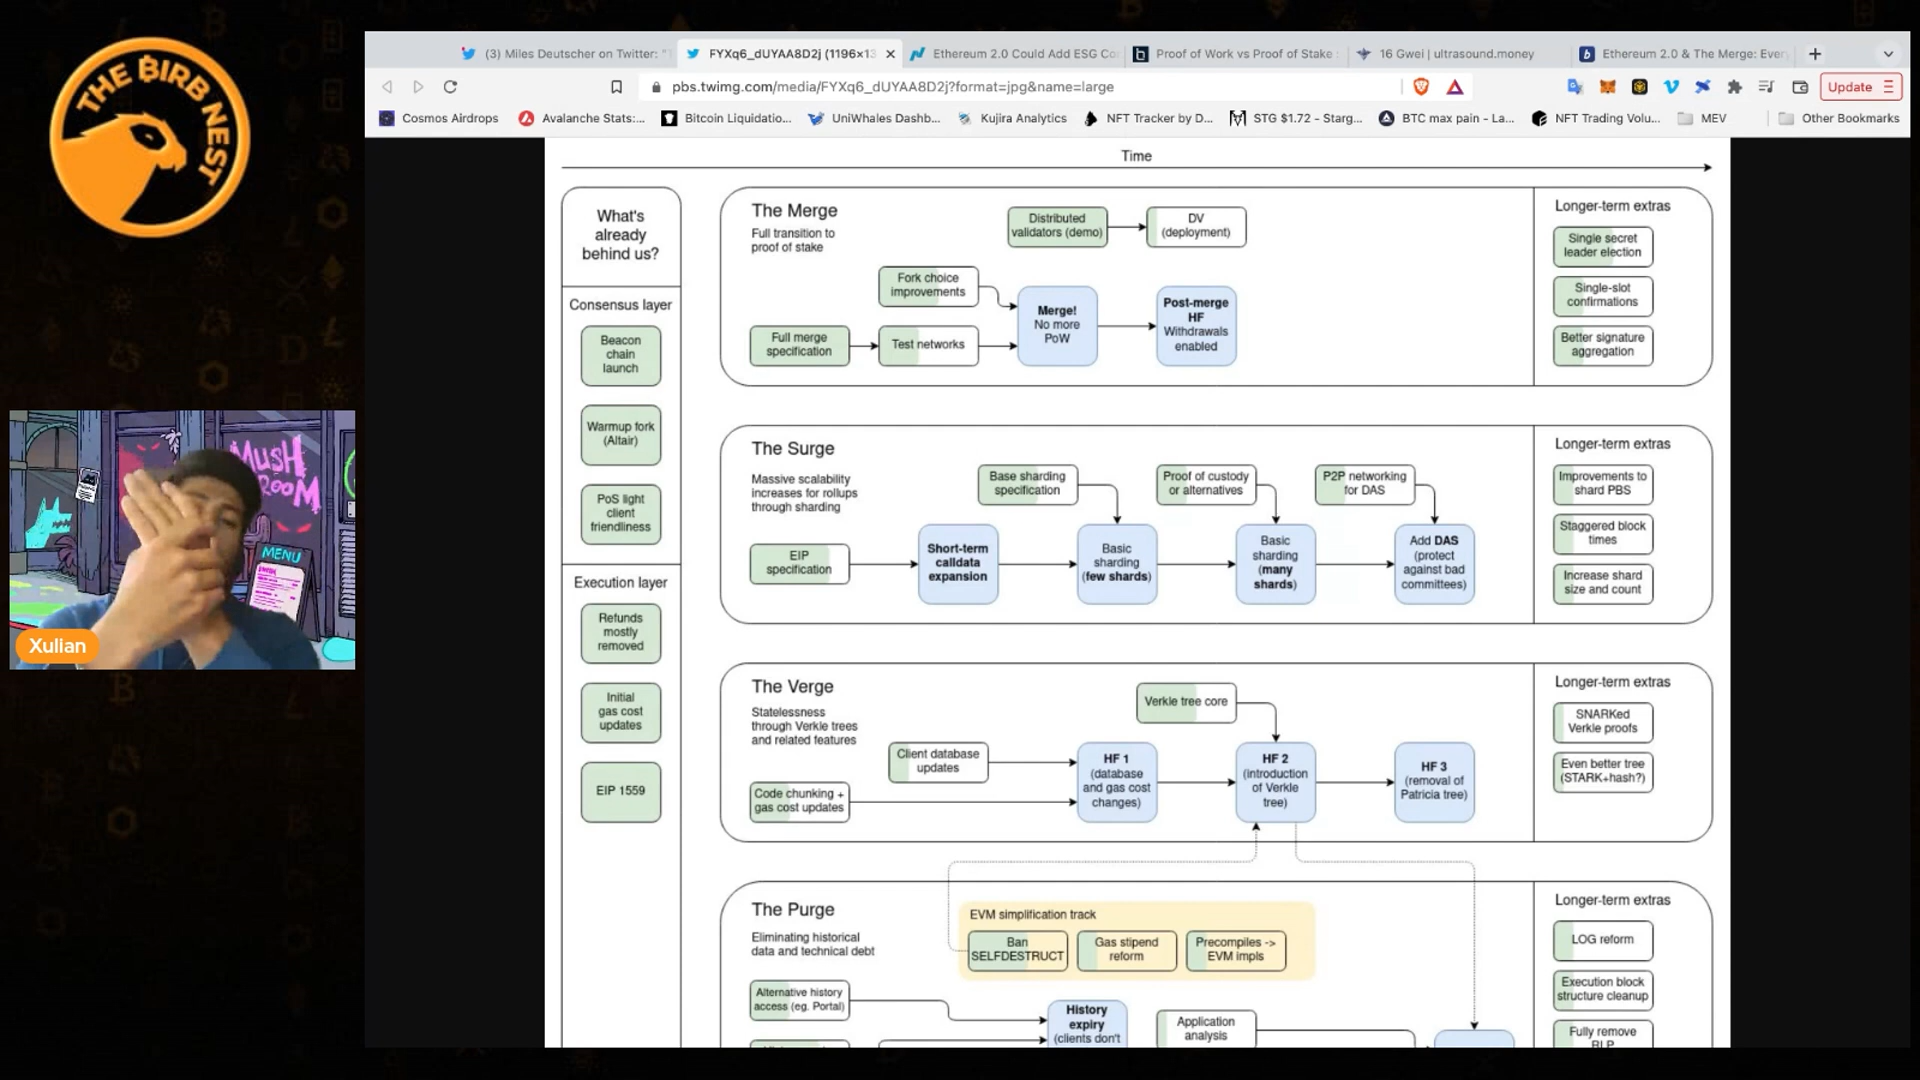 THE BIRB NEST
(3) Miles Deutscher on Twitter: "
FYXq6_dUYAA8D2j (1196×13
Ethereum 2.0 Could Add ESG Co
Proof of Work vs Proof of Stake :
16 Gwei | ultrasound.money
Ethereum 2.0 & The Merge: Ever
pbs.twimg.com/media/FYXq6_dUYAA8D2j?format=jpg&name=large
Update
Cosmos Airdrops
Avalanche Stats:...
Bitcoin Liquidatio...
UniWhales Dashb...
Kujira Analytics
NFT Tracker by D...
STG $1.72 - Starg...
BTC max pain - La...
NFT Trading Volu...
MEV
Other Bookmarks
Time
What's
already
behind us?
Consensus layer
Beacon
chain
launch
Warmup fork
(Altair)
PoS light
client
friendliness
Execution layer
Refunds
mostly
removed
Initial
gas cost
updates
EIP 1559
The Merge
Full transition to
proof of stake
Distributed
validators (demo)
DV
(deployment)
Fork choice
improvements
Full merge
specification
Test networks
Merge!
No more
PoW
Post-merge
HF
Withdrawals
enabled
Longer-term extras
Single secret
leader election
Single-slot
confirmations
Better signature
aggregation
The Surge
Massive scalability
increases for rollups
through sharding
Base sharding
specification
Proof of custody
or alternatives
P2P networking
for DAS
EIP
specification
Short-term
calldata
expansion
Basic
sharding
(few shards)
Basic
sharding
(many
shards)
Add DAS
(protect
against bad
committees)
Longer-term extras
Improvements to
shard PBS
Staggered block
times
Increase shard
size and count
The Verge
Statelessness
through Verkle trees
and related features
Verkle tree core
Client database
updates
Code chunking +
gas cost updates
HF 1
(database
and gas cost
changes)
HF 2
(introduction
of Verkle
tree)
HF 3
(removal of
Patricia tree)
Longer-term extras
SNARKed
Verkle proofs
Even better tree
(STARK+hash?)
The Purge
Eliminating historical
data and technical debt
EVM simplification track
Ban
SELFDESTRUCT
Gas stipend
reform
Precompiles ->
EVM impls
Alternative history
access (eg. Portal)
History
expiry
(clients don't
Application
analysis
Longer-term extras
LOG reform
Execution block
structure cleanup
Fully remove
RLP
MUSH
ROOM
MENU
Xulian